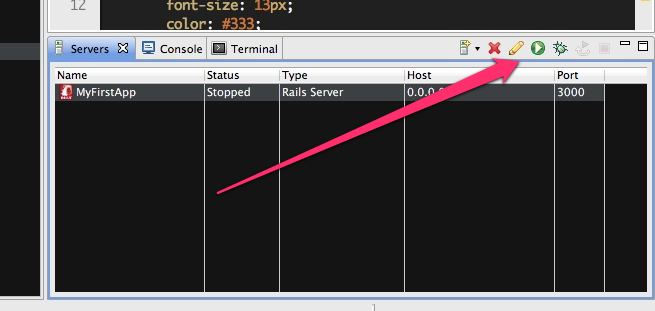 12 font-size: 13px;
color: #333;
Servers Console Terminal
Name Status Type Host Port
MyFirstApp Stopped Rails Server 0.0.0 3000